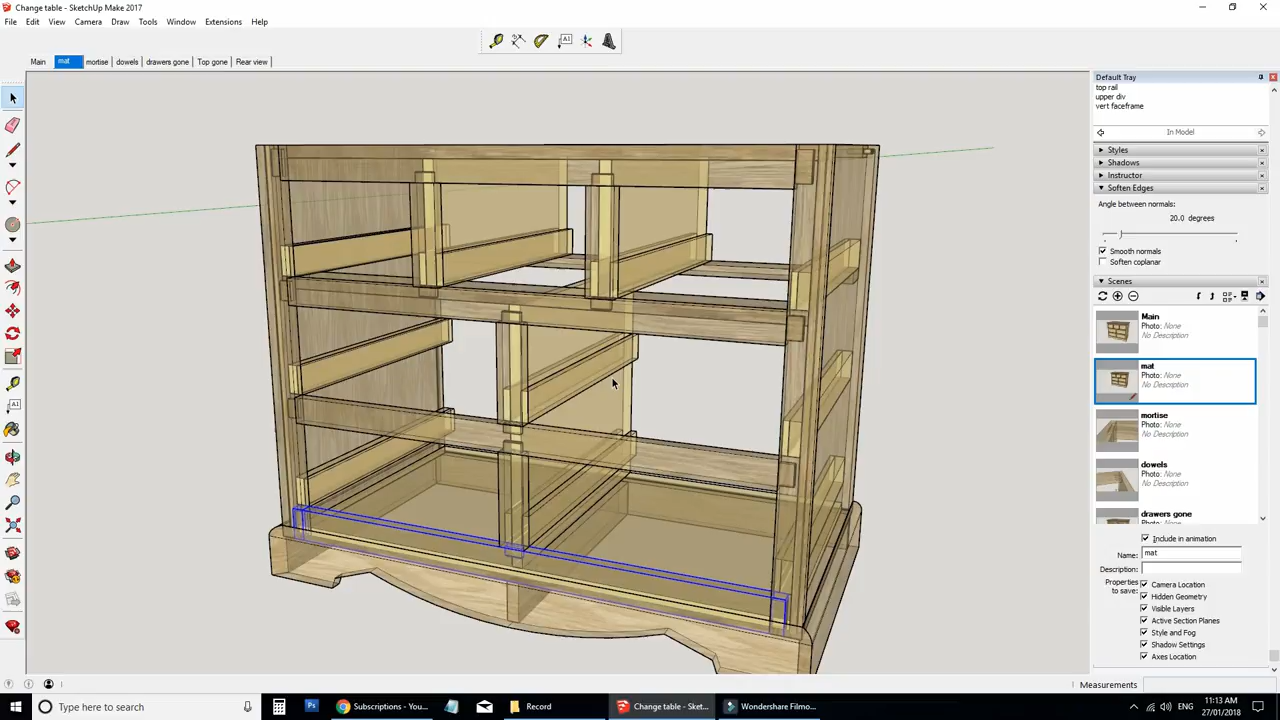 Change table - SketchUp Make 2017
File Edit View Camera Draw Tools Window Extensions Help
A1
Main mat mortise dowels drawers gone Top gone Rear view
Default Tray
top rail
upper div
vert faceframe
In Model
Styles
Shadows
Instructor
Soften Edges
Angle between normals:
20.0 degrees
Smooth normals
Soften coplanar
Scenes
Main
Photo: None
No Description
mat
Photo: None
No Description
mortise
Photo: None
No Description
dowels
Photo: None
No Description
drawers gone
Photo: None
Include in animation
Name: mat
Description:
Properties to save:
Camera Location
Hidden Geometry
Visible Layers
Active Section Planes
Style and Fog
Shadow Settings
Axes Location
Measurements
Type here to search
Ps
Subscriptions - You...
Record
Change table - Sket...
Wondershare Filmo...
ENG
11:13 AM
27/01/2018